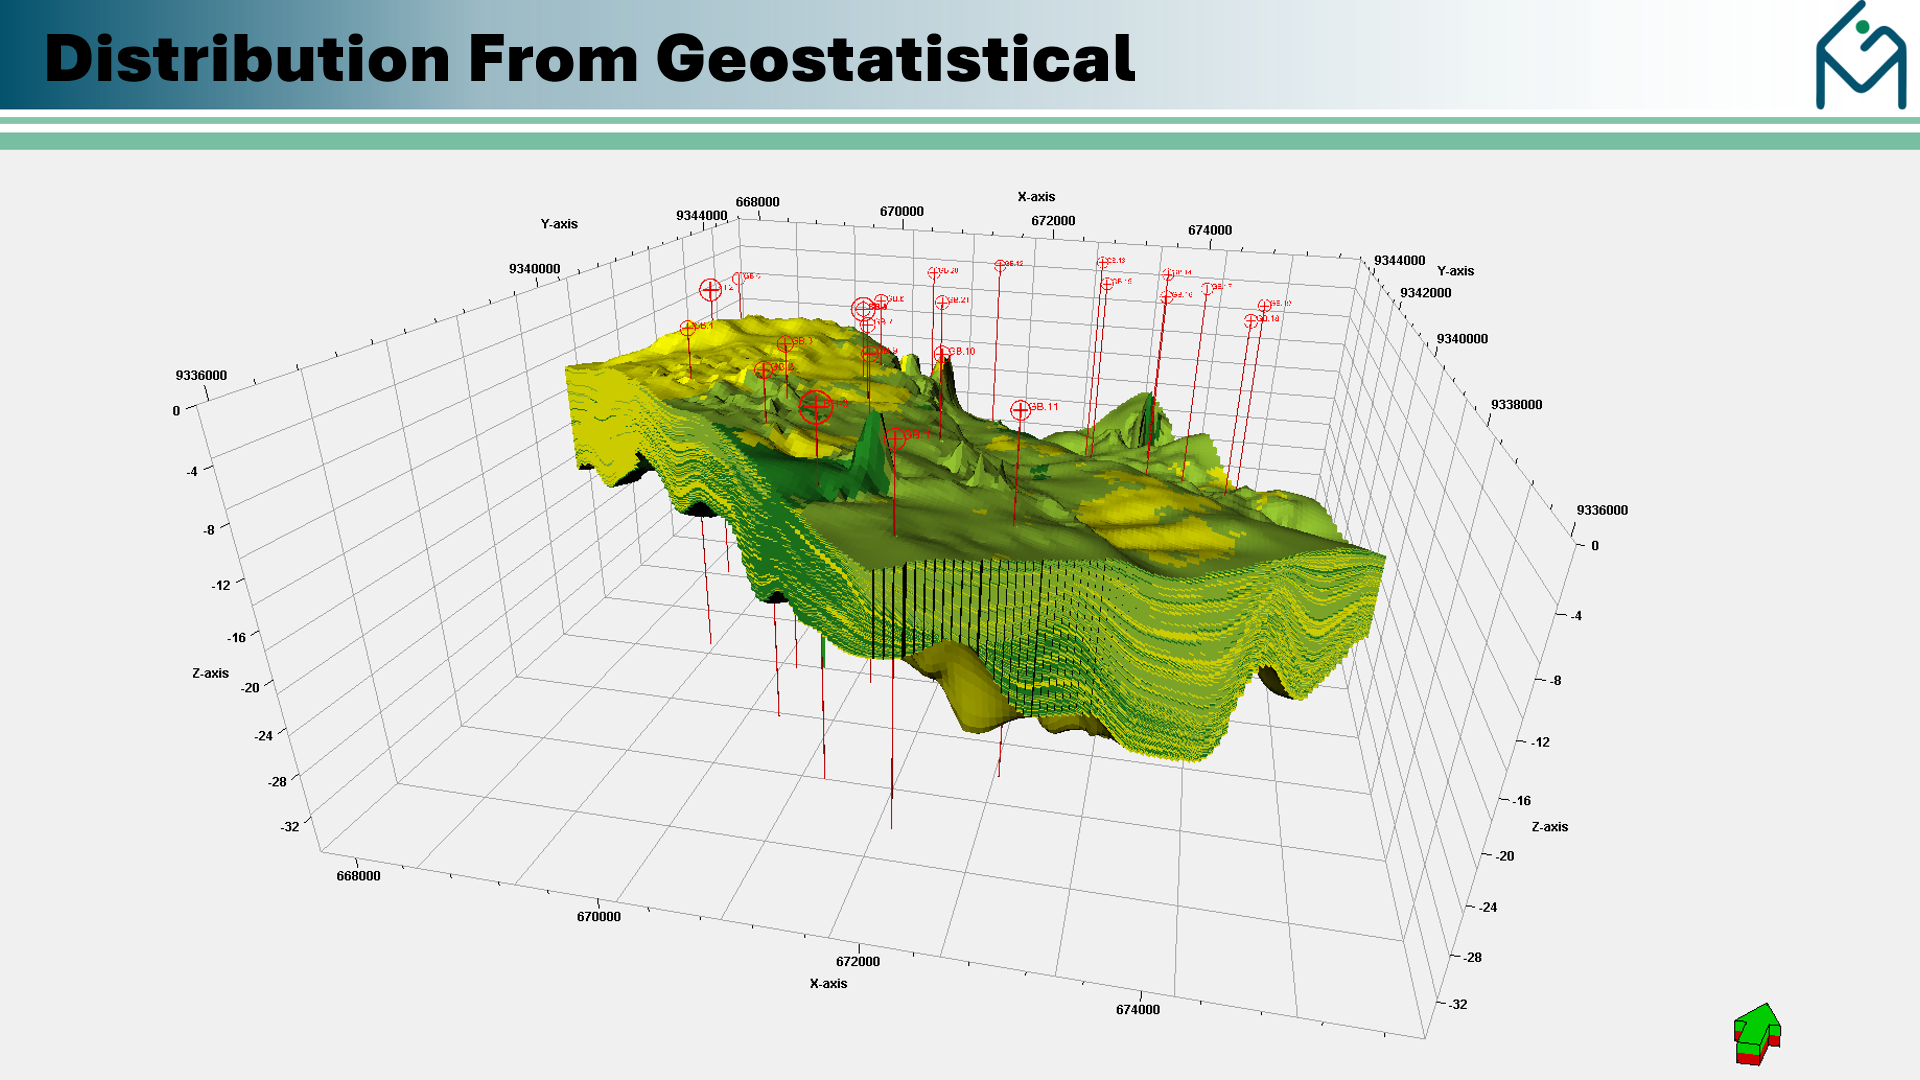 Distribution From Geostatistical
X-axis
668000
670000
Y-axis
9344000
672000
674000
9344000
Y-axis
9340000
9342000
GB.20
GB.12
GB.13
GB.15
GB.21
GB.1
9340000
GB.3
GB.10
9336000
GB.11
9338000
0
-4
9336000
-8
0
-12
-4
-16
Z-axis
-20
-8
-24
-12
-28
-16
-32
Z-axis
-20
668000
-24
670000
672000
-28
X-axis
-32
674000